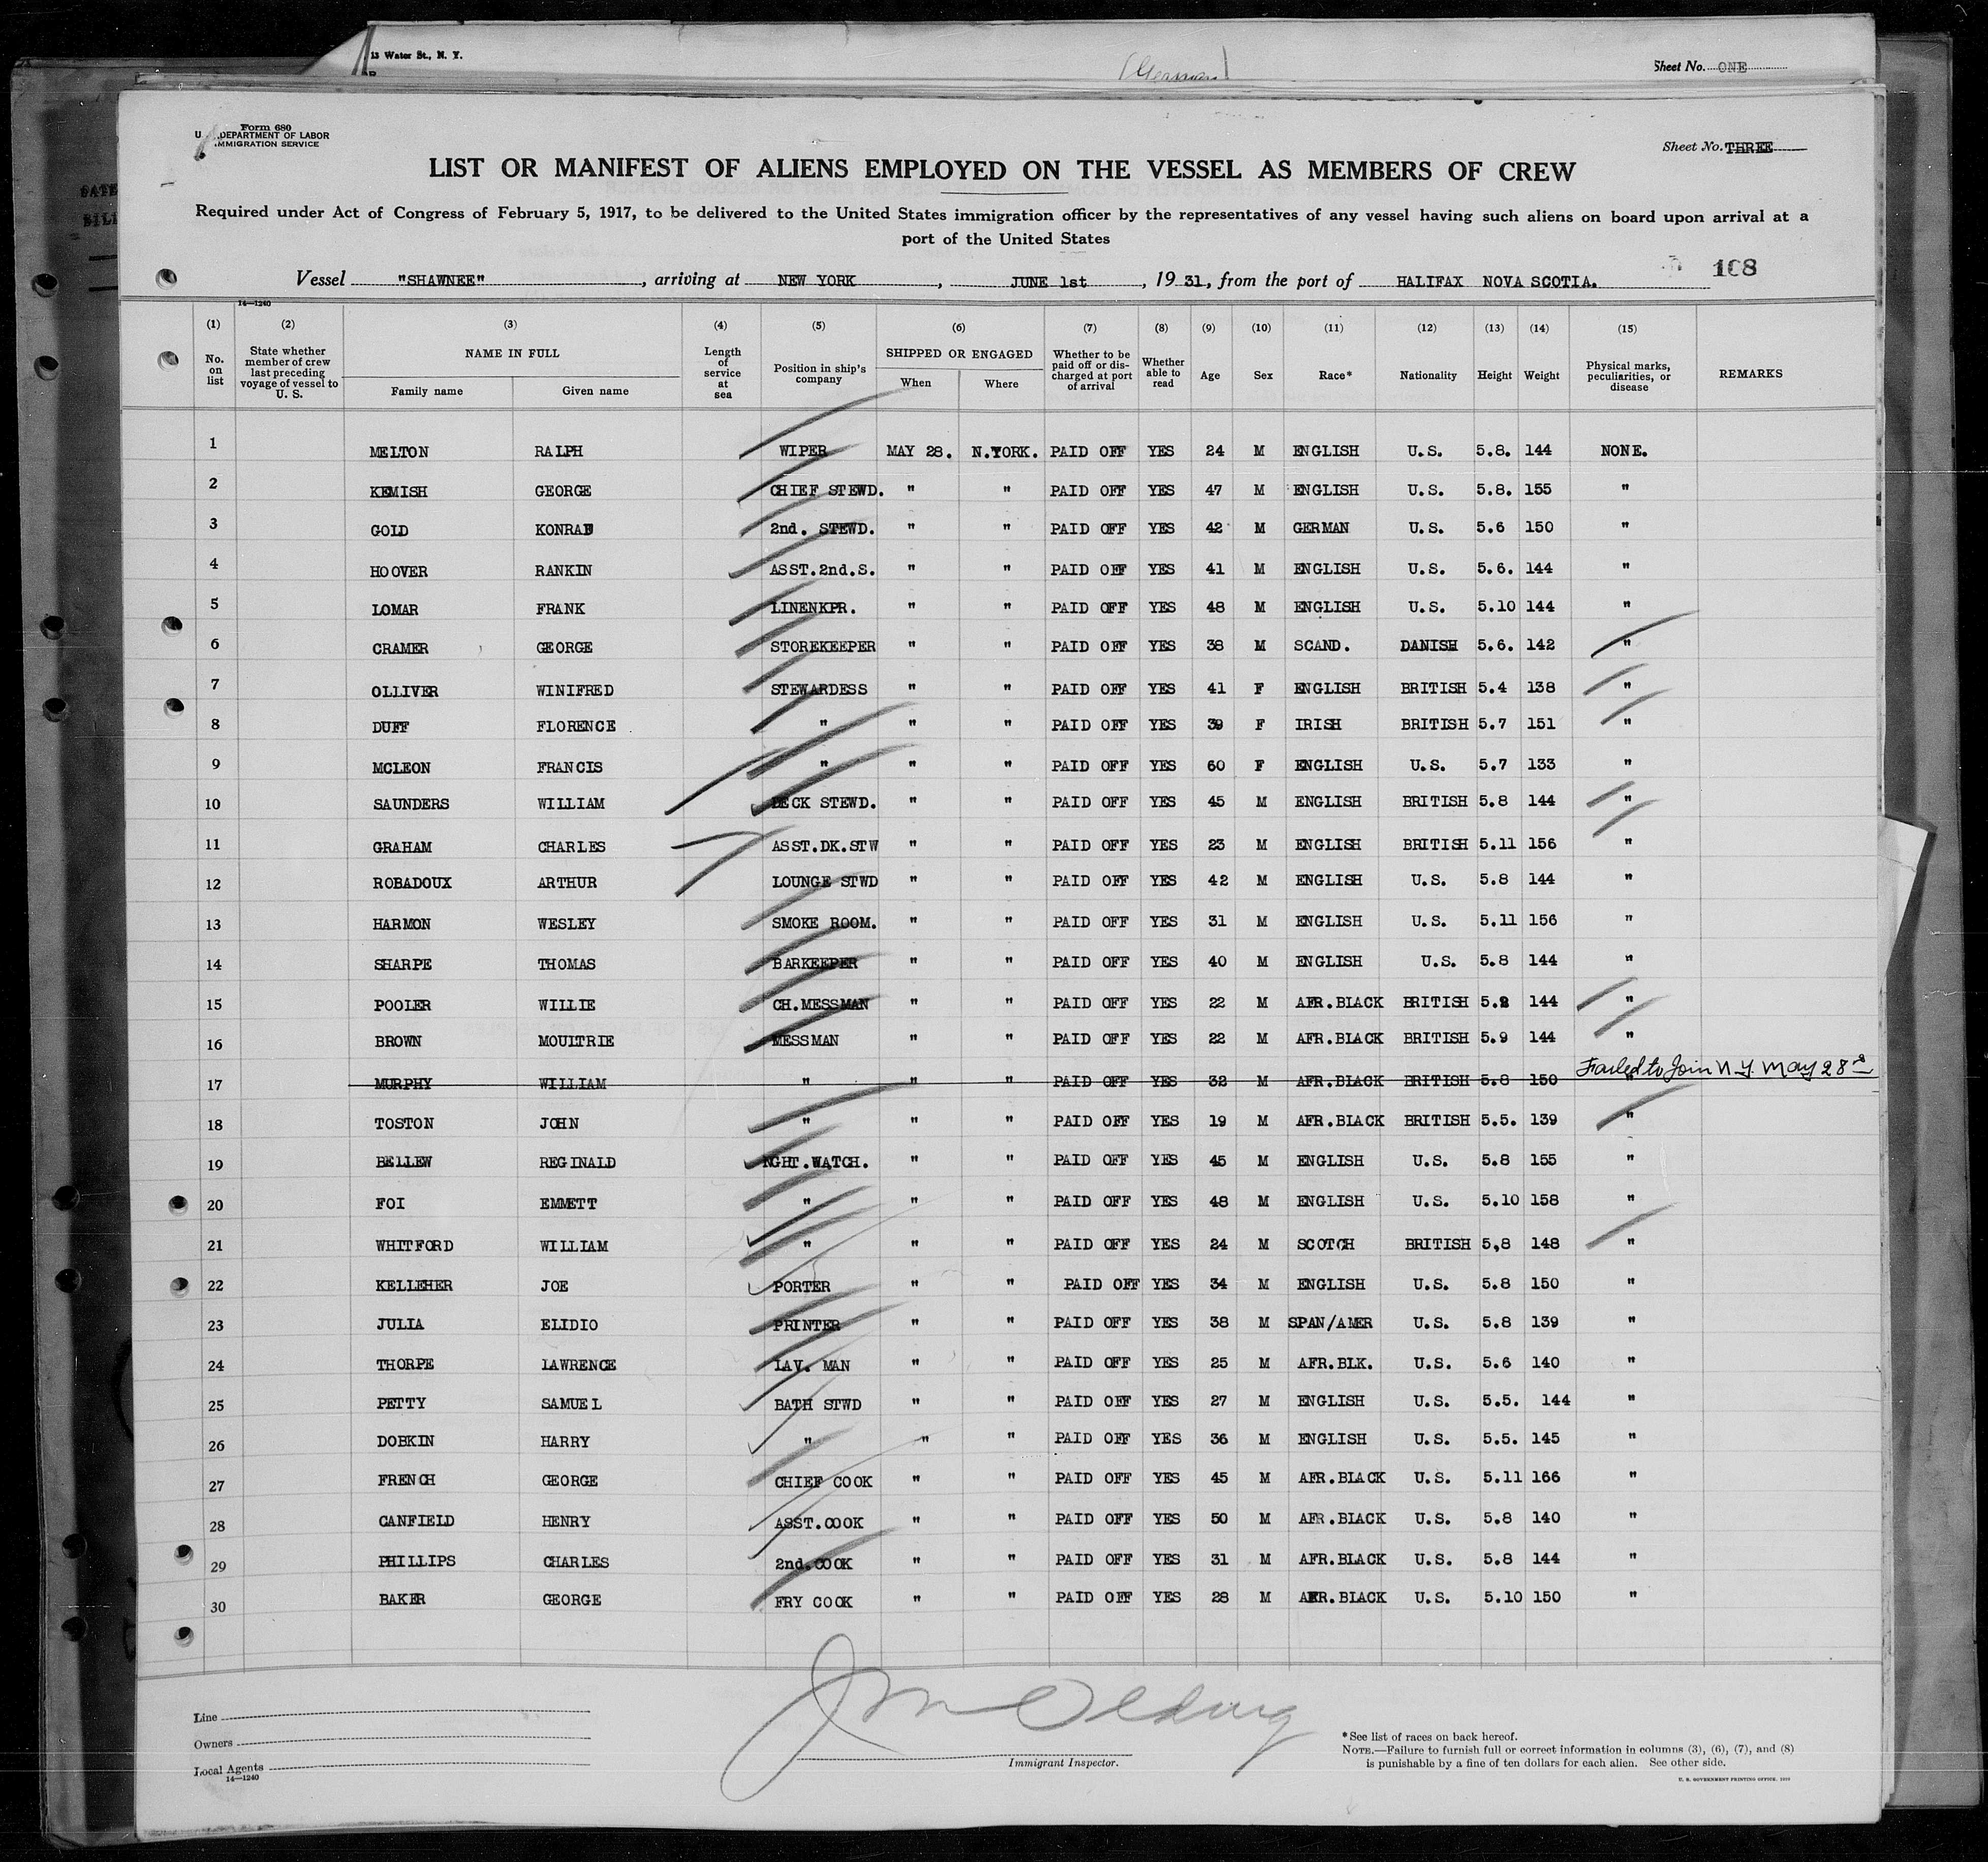 13 Water St., N. Y.
(German)
Sheet No. ONE
Form 680
DEPARTMENT OF LABOR
IMMIGRATION SERVICE
Sheet No. THREE
LIST OR MANIFEST OF ALIENS EMPLOYED ON THE VESSEL AS MEMBERS OF CREW
Required under Act of Congress of February 5, 1917, to be delivered to the United States immigration officer by the representatives of any vessel having such aliens on board upon arrival at a
port of the United States
168
Vessel "SHAWNEE", arriving at NEW YORK, JUNE 1st, 1931, from the port of HALIFAX NOVA SCOTIA.
14—1240
(1) (2) (3) (4) (5) (6) (7) (8) (9) (10) (11) (12) (13) (14) (15)
No. on list State whether member of crew last preceding voyage of vessel to U. S. NAME IN FULL Family name Given name Length of service at sea Position in ship's company SHIPPED OR ENGAGED When Where Whether to be paid off or discharged at port of arrival Whether able to read Age Sex Race* Nationality Height Weight Physical marks, peculiarities, or disease REMARKS
1 MELTON RALPH WIPER MAY 28. N.YORK. PAID OFF YES 24 M ENGLISH U.S. 5.8. 144 NONE.
2 KEMISH GEORGE CHIEF STEWD. " " PAID OFF YES 47 M ENGLISH U.S. 5.8. 155 "
3 GOLD KONRAD 2nd. STEWD. " " PAID OFF YES 42 M GERMAN U.S. 5.6 150 "
4 HOOVER RANKIN ASST.2nd.S. " " PAID OFF YES 41 M ENGLISH U.S. 5.6. 144 "
5 LOMAR FRANK LINENKPR. " " PAID OFF YES 48 M ENGLISH U.S. 5.10 144 "
6 CRAMER GEORGE STOREKEEPER " " PAID OFF YES 38 M SCAND. DANISH 5.6. 142 "
7 OLLIVER WINIFRED STEWARDESS " " PAID OFF YES 41 F ENGLISH BRITISH 5.4 138 "
8 DUFF FLORENCE " " " PAID OFF YES 39 F IRISH BRITISH 5.7 151 "
9 MCLEON FRANCIS " " " PAID OFF YES 60 F ENGLISH U.S. 5.7 133 "
10 SAUNDERS WILLIAM DECK STEWD. " " PAID OFF YES 45 M ENGLISH BRITISH 5.8 144 "
11 GRAHAM CHARLES ASST.DK.STW " " PAID OFF YES 23 M ENGLISH BRITISH 5.11 156 "
12 ROBADOUX ARTHUR LOUNGE STWD " " PAID OFF YES 42 M ENGLISH U.S. 5.8 144 "
13 HARMON WESLEY SMOKE ROOM. " " PAID OFF YES 31 M ENGLISH U.S. 5.11 156 "
14 SHARPE THOMAS BARKEEPER " " PAID OFF YES 40 M ENGLISH U.S. 5.8 144 "
15 POOLER WILLIE CH.MESSMAN " " PAID OFF YES 22 M AFR.BLACK BRITISH 5.8 144 "
16 BROWN MOULTRIE MESSMAN " " PAID OFF YES 22 M AFR.BLACK BRITISH 5.9 144 "
17 MURPHY WILLIAM " " " PAID OFF YES 32 M AFR.BLACK BRITISH 5.8 150 " Failed to Join N.Y. May 28
18 TOSTON JOHN " " " PAID OFF YES 19 M AFR.BLACK BRITISH 5.5. 139 "
19 BELLEW REGINALD NGHT.WATCH. " " PAID OFF YES 45 M ENGLISH U.S. 5.8 155 "
20 FOI EMMETT " " " PAID OFF YES 48 M ENGLISH U.S. 5.10 158 "
21 WHITFORD WILLIAM " " " PAID OFF YES 24 M SCOTCH BRITISH 5,8 148 "
22 KELLEHER JOE PORTER " " PAID OFF YES 34 M ENGLISH U.S. 5.8 150 "
23 JULIA ELIDIO PRINTER " " PAID OFF YES 38 M SPAN/AMER U.S. 5.8 139 "
24 THORPE LAWRENCE LAV. MAN " " PAID OFF YES 25 M AFR.BLK. U.S. 5.6 140 "
25 PETTY SAMUEL BATH STWD " " PAID OFF YES 27 M ENGLISH U.S. 5.5. 144 "
26 DOBKIN HARRY " " " PAID OFF YES 36 M ENGLISH U.S. 5.5. 145 "
27 FRENCH GEORGE CHIEF COOK " " PAID OFF YES 45 M AFR.BLACK U.S. 5.11 166 "
28 CANFIELD HENRY ASST.COOK " " PAID OFF YES 50 M AFR.BLACK U.S. 5.8 140 "
29 PHILLIPS CHARLES 2nd.COOK " " PAID OFF YES 31 M AFR.BLACK U.S. 5.8 144 "
30 BAKER GEORGE FRY COOK " " PAID OFF YES 28 M AFR.BLACK U.S. 5.10 150 "
Line
Owners
Local Agents
14—1240
Immigrant Inspector.
*See list of races on back hereof.
NOTE.—Failure to furnish full or correct information in columns (3), (6), (7), and (8)
is punishable by a fine of ten dollars for each alien. See other side.
U. S. GOVERNMENT PRINTING OFFICE.